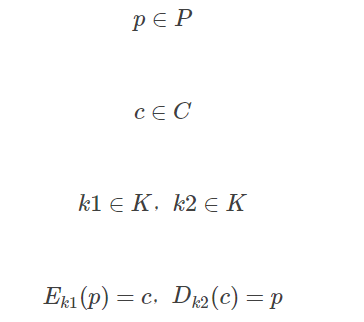 p ∈ P
c ∈ C
k1 ∈ K，k2 ∈ K
E_{k1}(p) = c，D_{k2}(c) = p